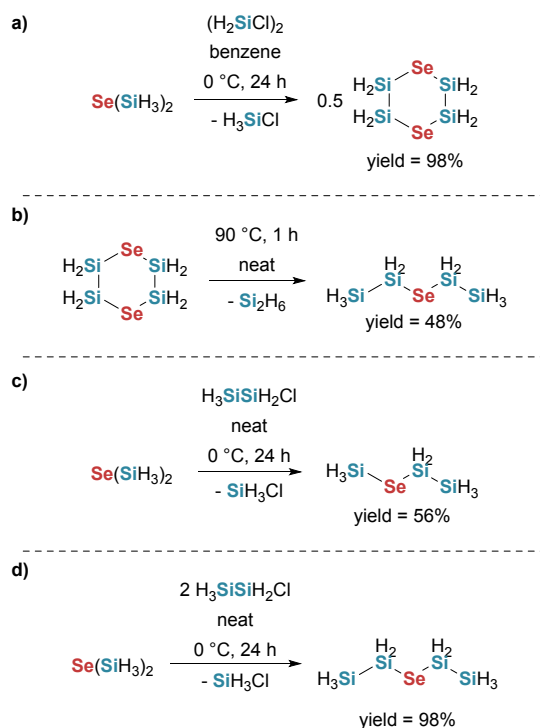 a)
(H2SiCl)2
benzene
0 °C, 24 h
Se(SiH3)2
- H3SiCl
0.5
Se
H2Si
SiH2
H2Si
SiH2
Se
yield = 98%
b)
Se
H2Si
SiH2
H2Si
SiH2
Se
90 °C, 1 h
neat
- Si2H6
H2
H2
Si
Si
H3Si
Se
SiH3
yield = 48%
c)
H3SiSiH2Cl
neat
0 °C, 24 h
Se(SiH3)2
- SiH3Cl
H2
H3Si
Si
Se
SiH3
yield = 56%
d)
2 H3SiSiH2Cl
neat
0 °C, 24 h
Se(SiH3)2
- SiH3Cl
H2
H2
Si
Si
H3Si
Se
SiH3
yield = 98%